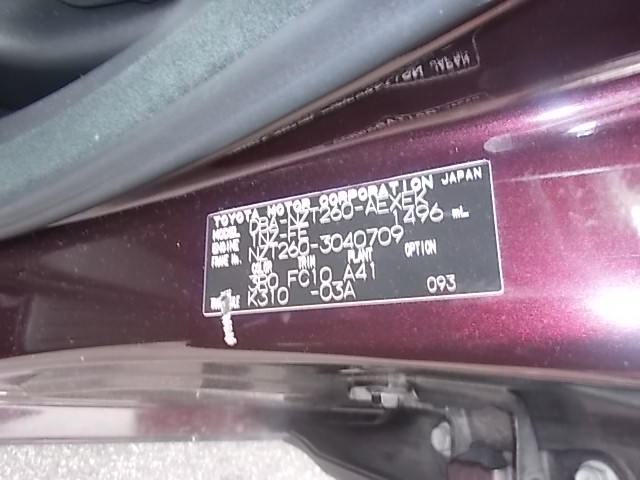 TOYOTA MOTOR CORPORATION JAPAN
MODEL DBA-NZT260-AEXEK
ENGINE 1NZ-FE 1496 mL
FRAME No. NZT260-3040709
COLOR TRIM PLANT OPTION
3R0 FC10 A41
K310 -03A 093